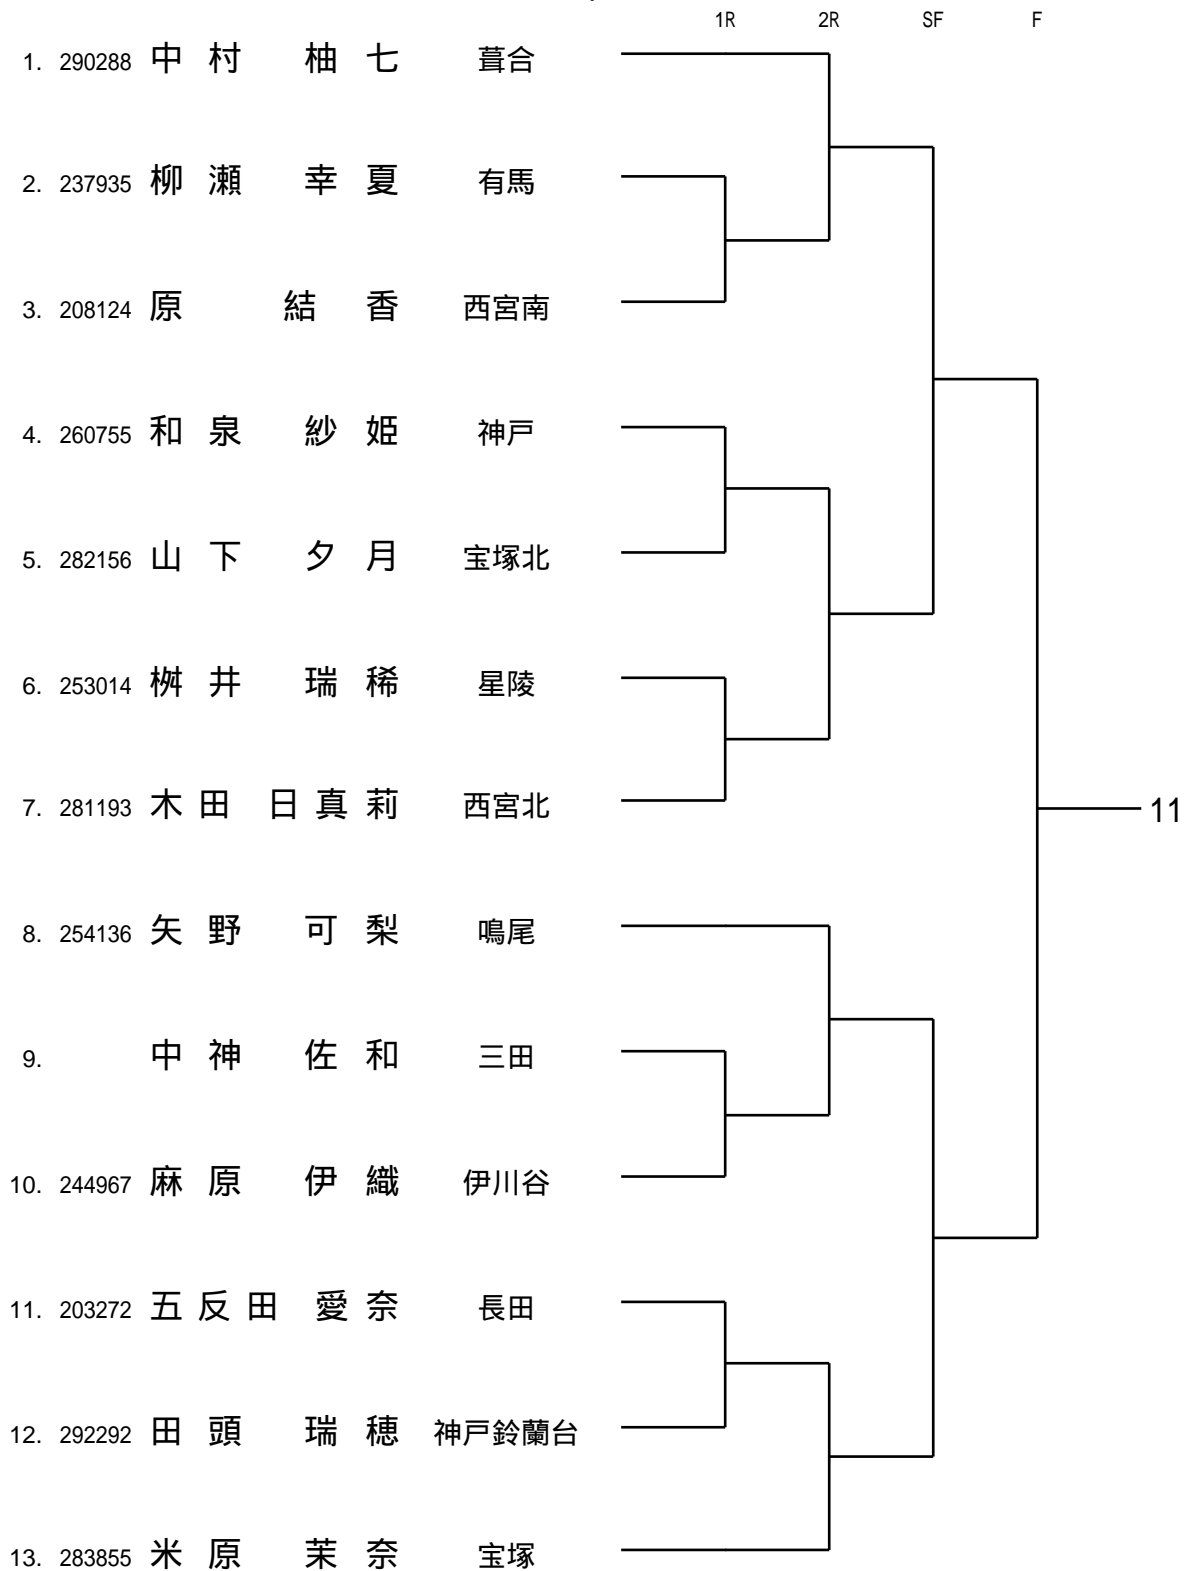 1R 2R SF F
1. 290288 中村 柚七 葺合
2. 237935 柳瀬 幸夏 有馬
3. 208124 原 結香 西宮南
4. 260755 和泉 紗姫 神戸
5. 282156 山下 夕月 宝塚北
6. 253014 桝井 瑞稀 星陵
7. 281193 木田 日真莉 西宮北
11
8. 254136 矢野 可梨 鳴尾
9. 中神 佐和 三田
10. 244967 麻原 伊織 伊川谷
11. 203272 五反田 愛奈 長田
12. 292292 田頭 瑞穂 神戸鈴蘭台
13. 283855 米原 茉奈 宝塚